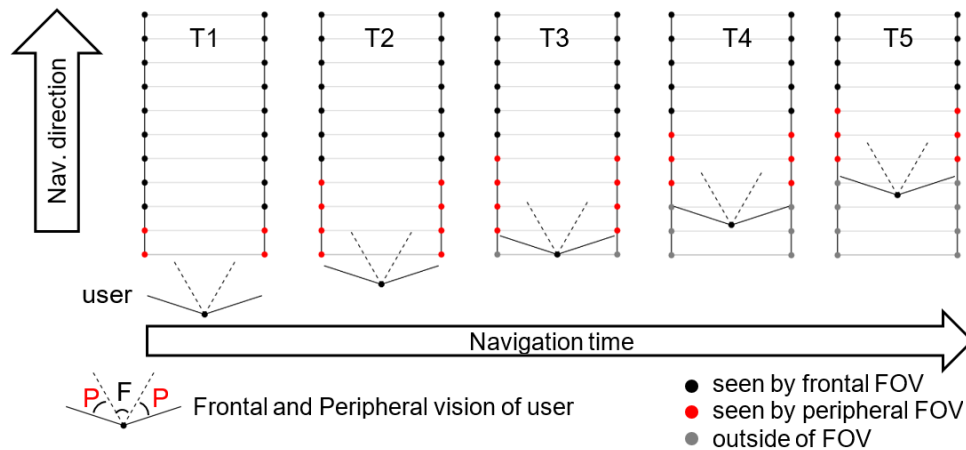 T1
T2
T3
T4
T5
Nav. direction
user
Navigation time
P
F
P
Frontal and Peripheral vision of user
seen by frontal FOV
seen by peripheral FOV
outside of FOV